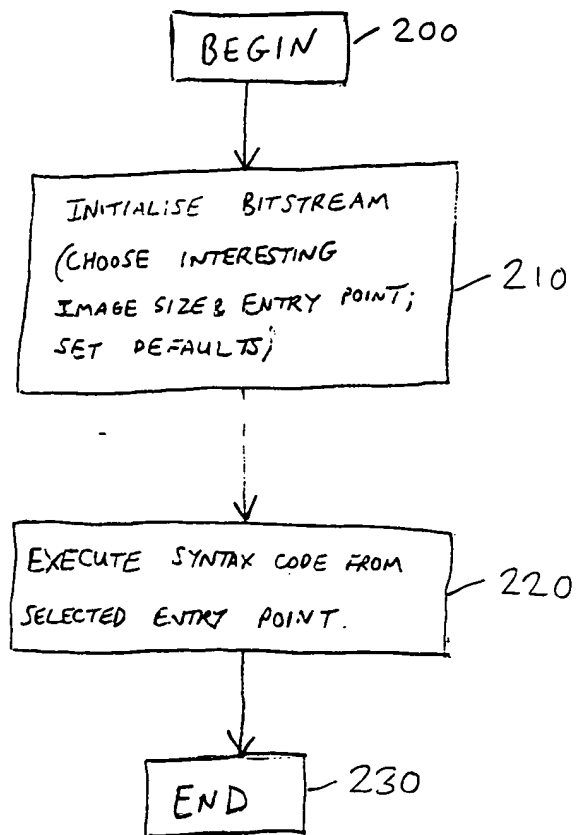 BEGIN
200
INITIALISE BITSTREAM
(CHOOSE INTERESTING
IMAGE SIZE & ENTRY POINT;
SET DEFAULTS;
210
EXECUTE SYNTAX CODE FROM
SELECTED ENTRY POINT.
220
END
230